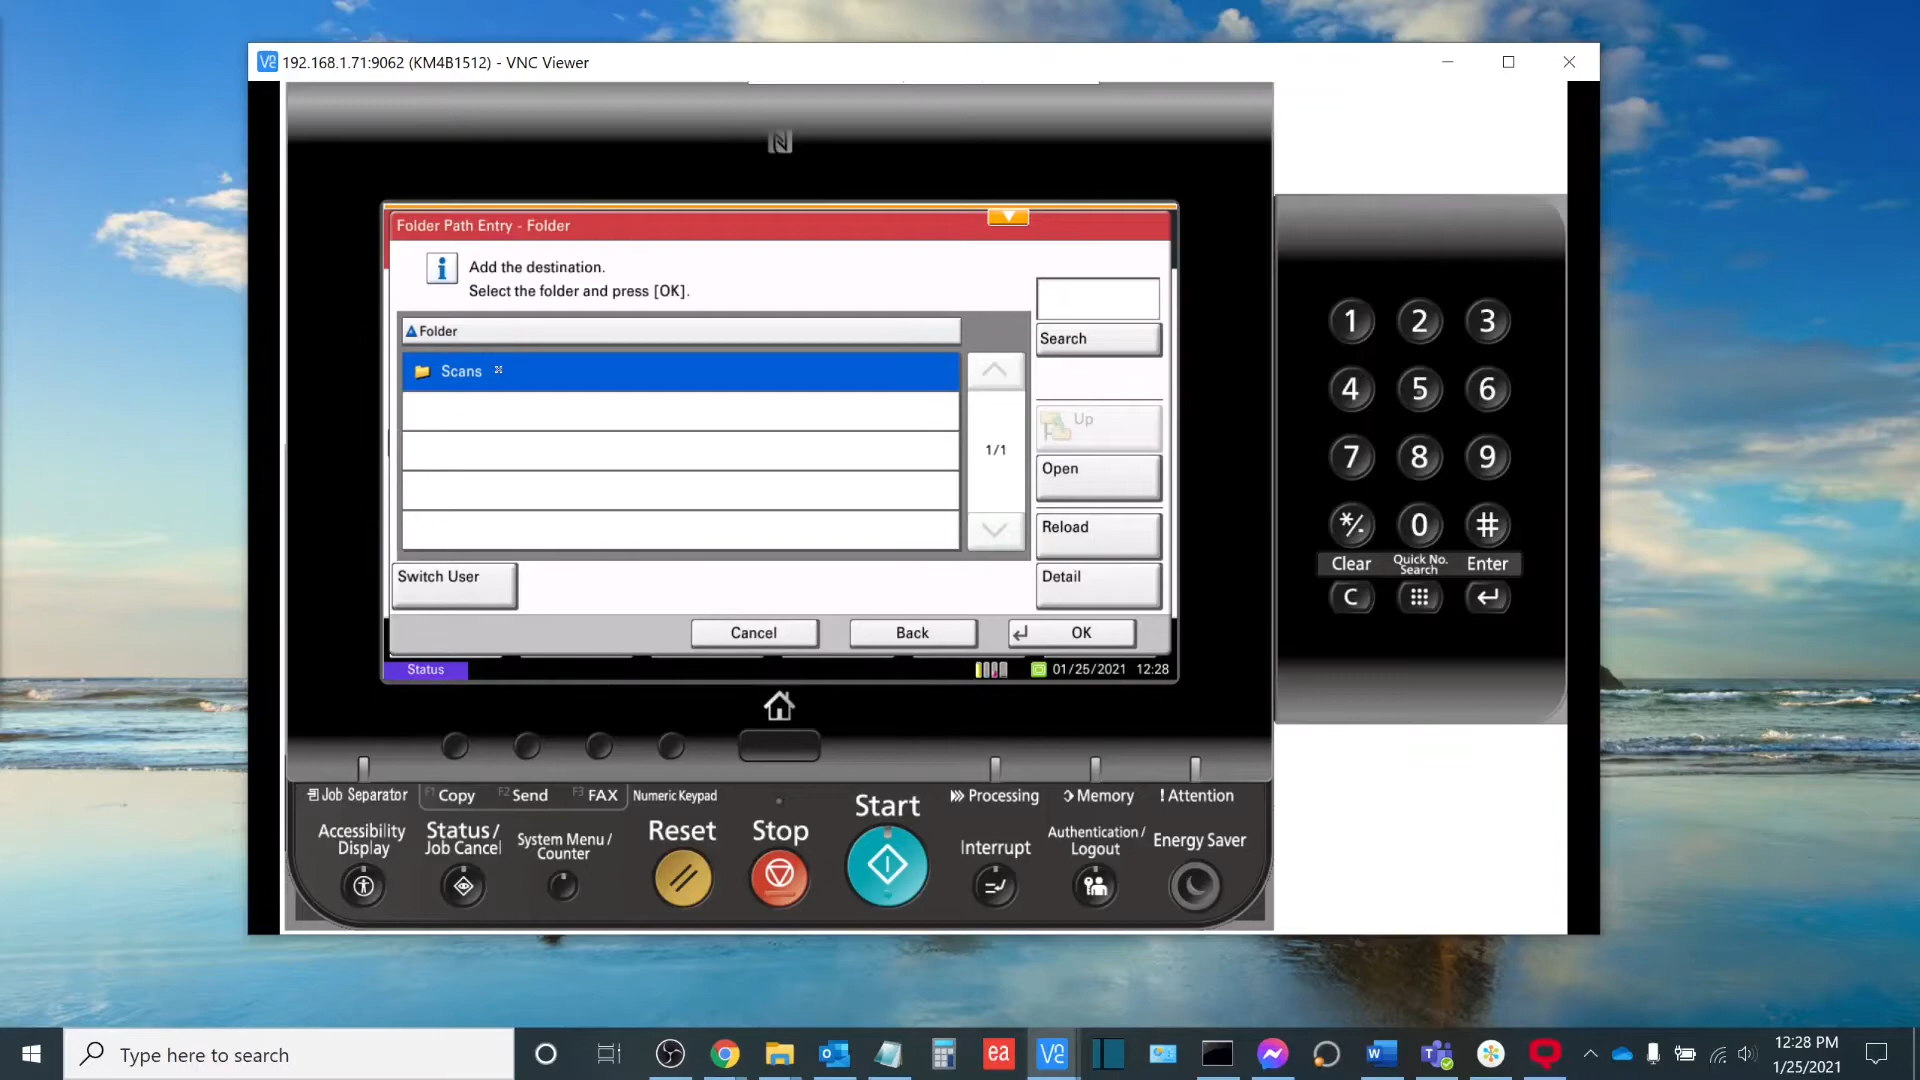 192.168.1.71:9062 (KM4B1512) - VNC Viewer
Folder Path Entry - Folder
Add the destination.
Select the folder and press [OK].
Folder
Scans
Search
Up
1/1
Open
Reload
Detail
Switch User
Cancel
Back
OK
Status
01/25/2021 12:28
1 2 3
4 5 6
7 8 9
*/. 0 #
Clear
Quick No. Search
Enter
C
Job Separator
F1 Copy
F2 Send
F3 FAX
Numeric Keypad
Start
Processing
Memory
! Attention
Accessibility Display
Status/ Job Cancel
System Menu / Counter
Reset
Stop
Interrupt
Authentication / Logout
Energy Saver
Type here to search
ea
12:28 PM
1/25/2021